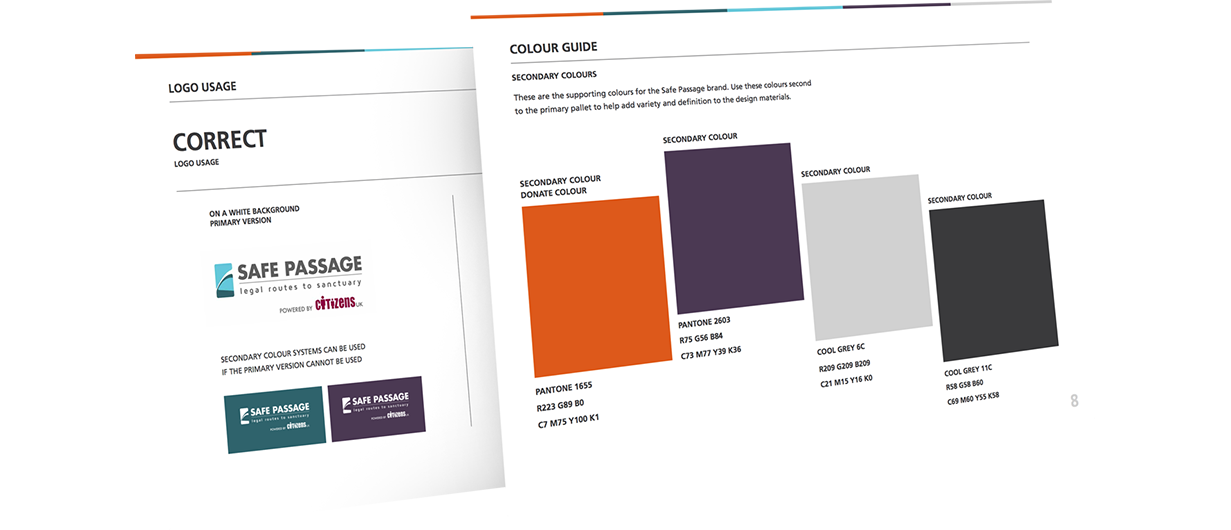 LOGO USAGE
CORRECT
LOGO USAGE
ON A WHITE BACKGROUND
PRIMARY VERSION
SAFE PASSAGE
legal routes to sanctuary
POWERED BY CITIZENS UK
SECONDARY COLOUR SYSTEMS CAN BE USED
IF THE PRIMARY VERSION CANNOT BE USED
SAFE PASSAGE
legal routes to sanctuary
POWERED BY CITIZENS UK
SAFE PASSAGE
legal routes to sanctuary
POWERED BY CITIZENS UK
COLOUR GUIDE
SECONDARY COLOURS
These are the supporting colours for the Safe Passage brand. Use these colours second
to the primary pallet to help add variety and definition to the design materials.
SECONDARY COLOUR
DONATE COLOUR
PANTONE 1655
R223 G89 B0
C7 M75 Y100 K1
SECONDARY COLOUR
PANTONE 2603
R75 G56 B84
C73 M77 Y39 K36
SECONDARY COLOUR
COOL GREY 6C
R209 G209 B209
C21 M15 Y16 K0
SECONDARY COLOUR
COOL GREY 11C
R58 G58 B60
C69 M60 Y55 K58
8